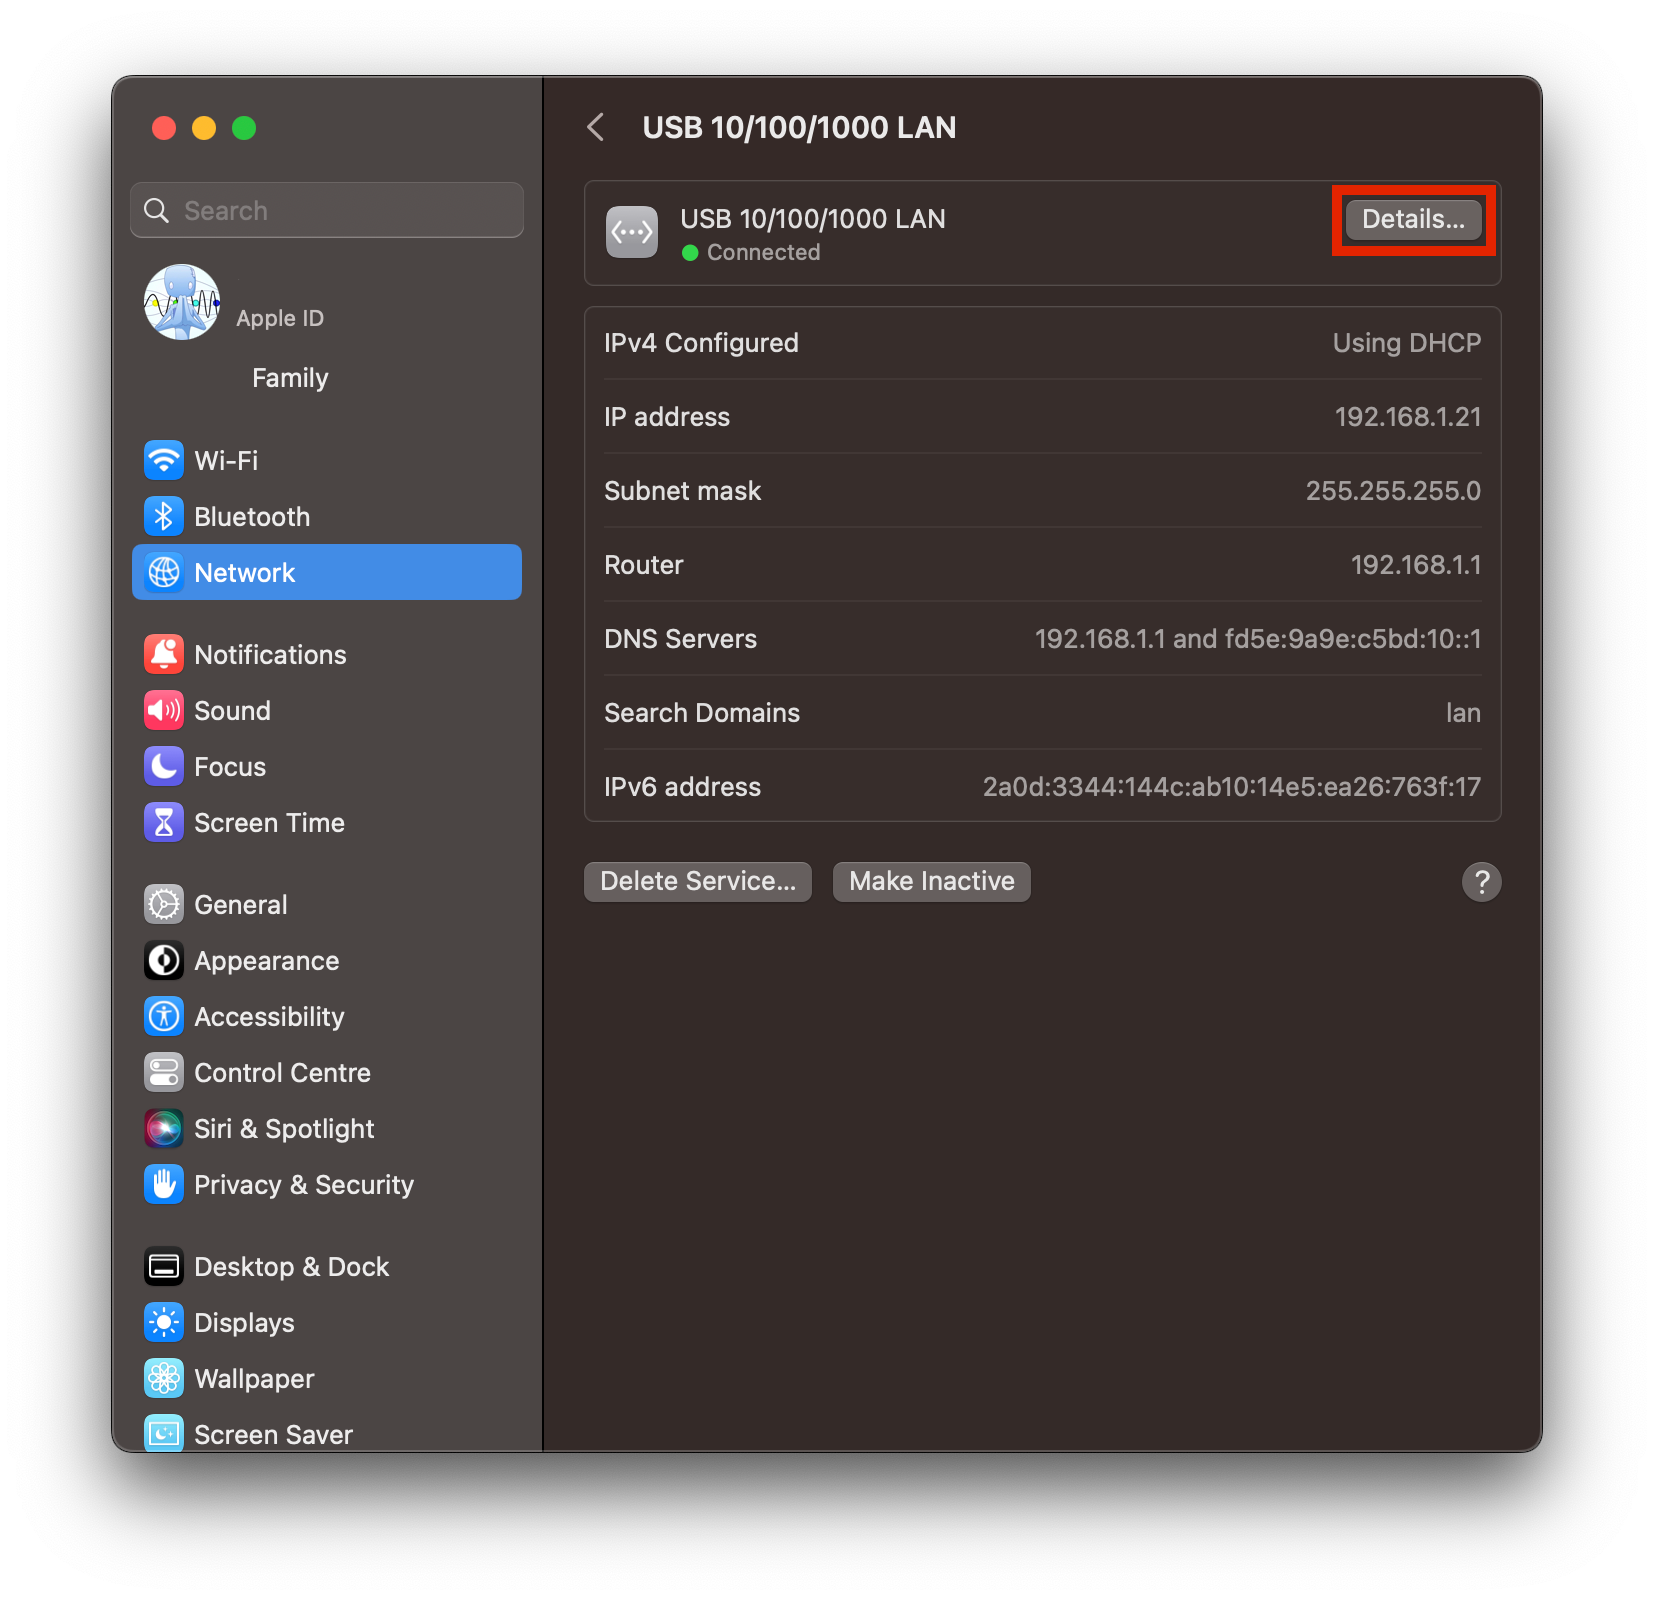 USB 10/100/1000 LAN
Search
Apple ID
Family
Wi-Fi
Bluetooth
Network
Notifications
Sound
Focus
Screen Time
General
Appearance
Accessibility
Control Centre
Siri & Spotlight
Privacy & Security
Desktop & Dock
Displays
Wallpaper
Screen Saver
USB 10/100/1000 LAN
Connected
Details...
IPv4 Configured Using DHCP
IP address 192.168.1.21
Subnet mask 255.255.255.0
Router 192.168.1.1
DNS Servers 192.168.1.1 and fd5e:9a9e:c5bd:10::1
Search Domains lan
IPv6 address 2a0d:3344:144c:ab10:14e5:ea26:763f:17
Delete Service... Make Inactive ?